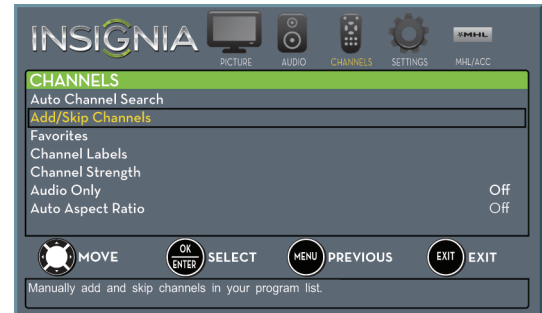 INSIGNIA
PICTURE AUDIO CHANNELS SETTINGS MHL MHL/ACC
CHANNELS
Auto Channel Search
Add/Skip Channels
Favorites
Channel Labels
Channel Strength
Audio Only Off
Auto Aspect Ratio Off
MOVE OK ENTER SELECT MENU PREVIOUS EXIT EXIT
Manually add and skip channels in your program list.